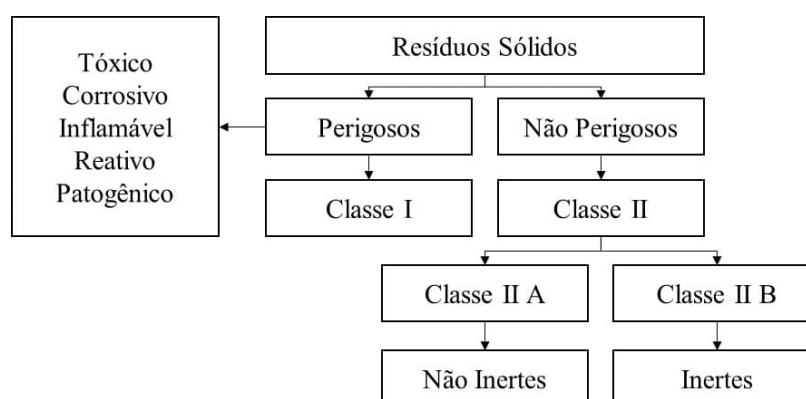 Resíduos Sólidos
Tóxico
Corrosivo
Inflamável
Reativo
Patogênico
Perigosos
Não Perigosos
Classe I
Classe II
Classe II A
Classe II B
Não Inertes
Inertes